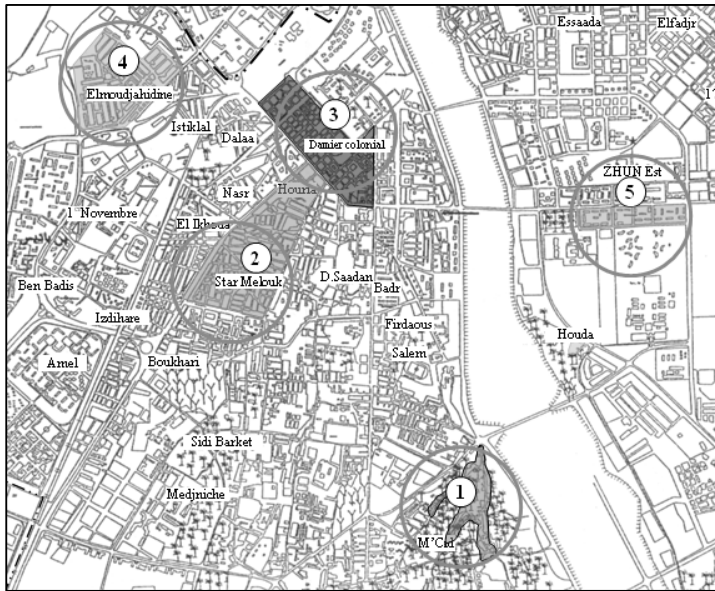 Essaada
Elfadjr
4
Elmoudjahidine
3
Damier colonial
Istiklal
Dalaa
ZHUN Est
5
Nasr
Houria
1 Novembre
El Ikhoua
2
Star Melouk
D.Saadan
Badr
Ben Badis
Izdihare
Firdaous
Salem
Houda
Amel
Boukhari
Sidi Barket
Medjniche
1
M'Cid